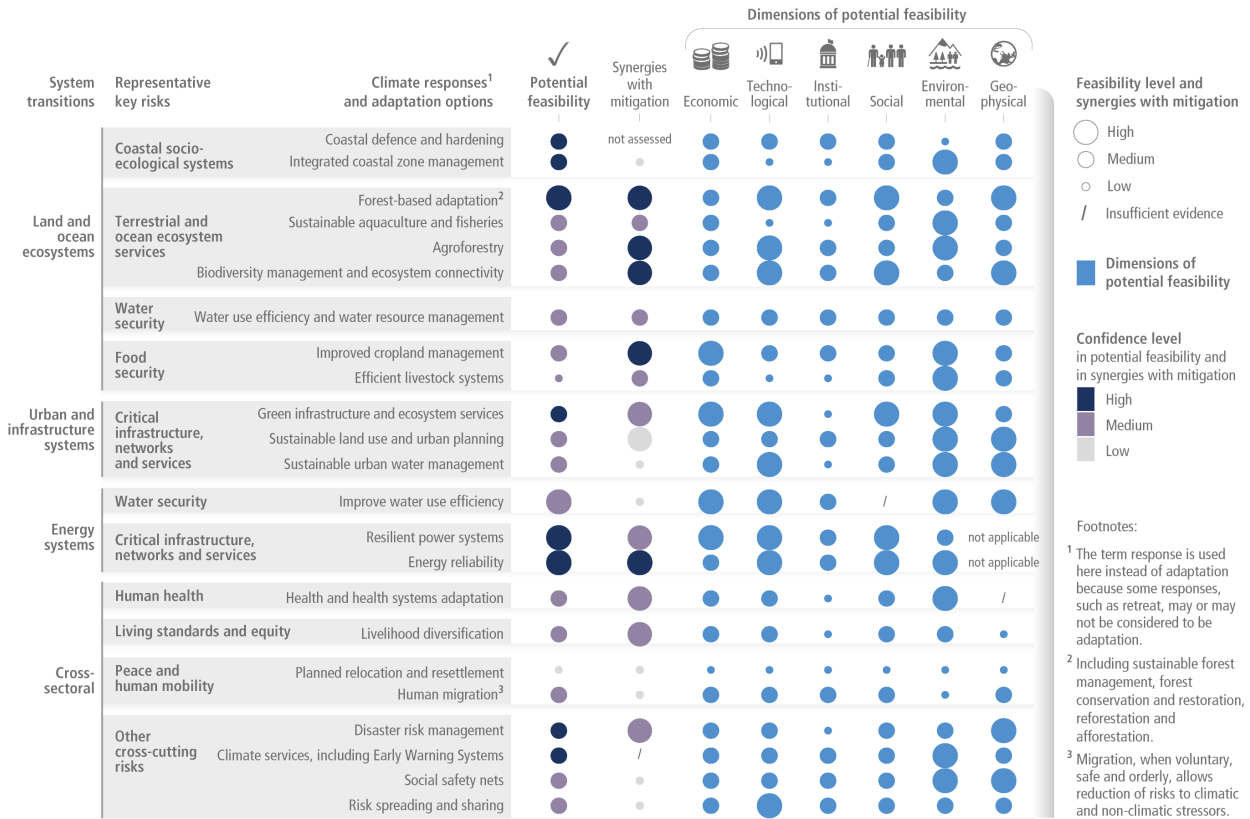 Dimensions of potential feasibility
System
transitions
Representative
key risks
Climate responses1
and adaptation options
Potential
feasibility
Synergies
with
mitigation
Economic
Techno-
logical
Insti-
tutional
Social
Environ-
mental
Geo-
physical
Land and
ocean
ecosystems
Coastal socio-
ecological systems
Coastal defence and hardening
not assessed
Integrated coastal zone management
Terrestrial and
ocean ecosystem
services
Forest-based adaptation2
Sustainable aquaculture and fisheries
Agroforestry
Biodiversity management and ecosystem connectivity
Water
security
Water use efficiency and water resource management
Food
security
Improved cropland management
Efficient livestock systems
Urban and
infrastructure
systems
Critical
infrastructure,
networks
and services
Green infrastructure and ecosystem services
Sustainable land use and urban planning
Sustainable urban water management
Energy
systems
Water security
Improve water use efficiency
/
Critical infrastructure,
networks and services
Resilient power systems
not applicable
Energy reliability
not applicable
Cross-
sectoral
Human health
Health and health systems adaptation
/
Living standards and equity
Livelihood diversification
Peace and
human mobility
Planned relocation and resettlement
Human migration3
Other
cross-cutting
risks
Disaster risk management
Climate services, including Early Warning Systems
/
Social safety nets
Risk spreading and sharing
Feasibility level and
synergies with mitigation
High
Medium
Low
/ Insufficient evidence
Dimensions of
potential feasibility
Confidence level
in potential feasibility and
in synergies with mitigation
High
Medium
Low
Footnotes:
1 The term response is used
here instead of adaptation
because some responses,
such as retreat, may or may
not be considered to be
adaptation.
2 Including sustainable forest
management, forest
conservation and restoration,
reforestation and
afforestation.
3 Migration, when voluntary,
safe and orderly, allows
reduction of risks to climatic
and non-climatic stressors.